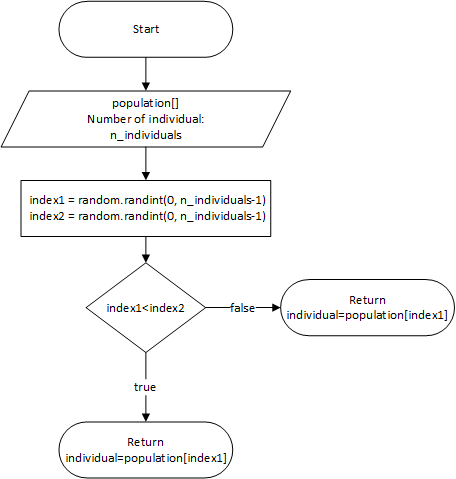 Start
population[]
Number of individual:
n_individuals
index1 = random.randint(0, n_individuals-1)
index2 = random.randint(0, n_individuals-1)
index1<index2
false
Return
individual=population[index1]
true
Return
individual=population[index1]